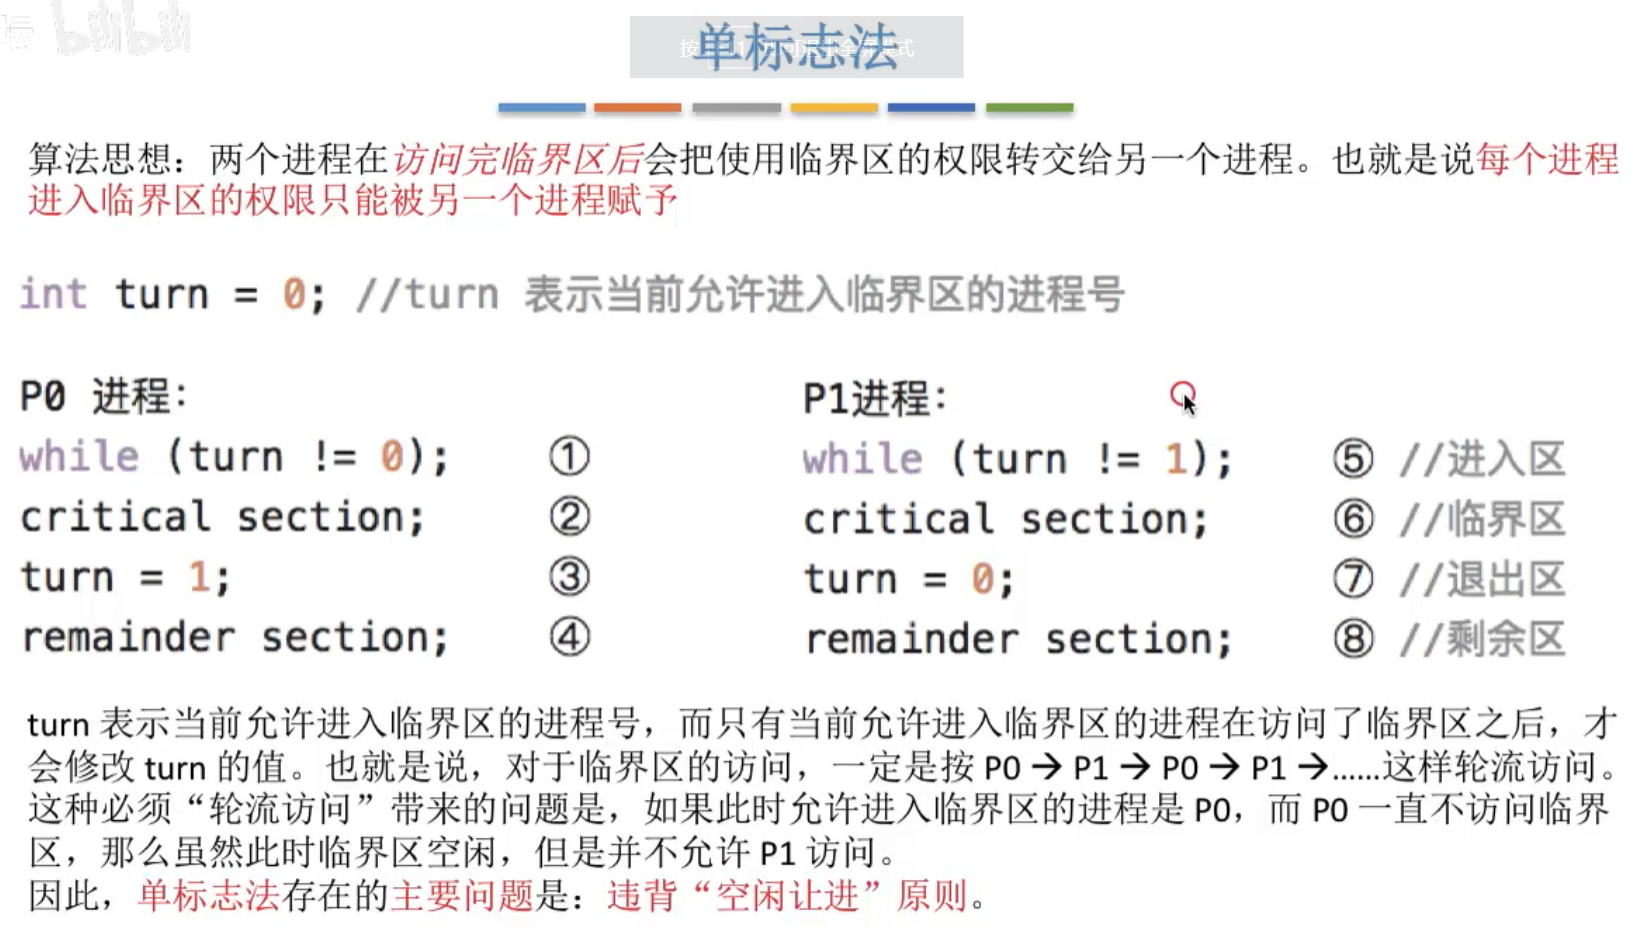 坛 bilibili
单标志法
算法思想：两个进程在访问完临界区后会把使用临界区的权限转交给另一个进程。也就是说每个进程
进入临界区的权限只能被另一个进程赋予
int turn = 0; //turn 表示当前允许进入临界区的进程号
P0 进程:
while (turn != 0); ①
critical section; ②
turn = 1; ③
remainder section; ④
P1进程:
while (turn != 1); ⑤ //进入区
critical section; ⑥ //临界区
turn = 0; ⑦ //退出区
remainder section; ⑧ //剩余区
turn 表示当前允许进入临界区的进程号，而只有当前允许进入临界区的进程在访问了临界区之后，才
会修改 turn 的值。也就是说，对于临界区的访问，一定是按 P0 → P1 → P0 → P1 →……这样轮流访问。
这种必须“轮流访问”带来的问题是，如果此时允许进入临界区的进程是 P0，而 P0 一直不访问临界
区，那么虽然此时临界区空闲，但是并不允许 P1 访问。
因此，单标志法存在的主要问题是：违背“空闲让进”原则。